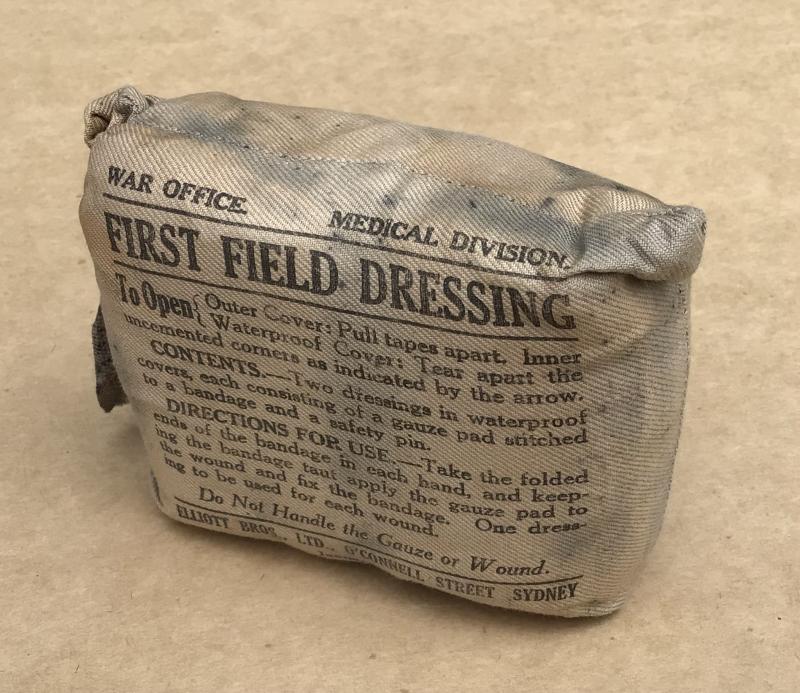 WAR OFFICE. MEDICAL DIVISION.
FIRST FIELD DRESSING
To Open { Outer Cover: Pull tapes apart. Inner
Waterproof Cover: Tear apart the
uncemented corners as indicated by the arrow.
CONTENTS.—Two dressings in waterproof
covers, each consisting of a gauze pad stitched
to a bandage and a safety pin.
DIRECTIONS FOR USE.—Take the folded
ends of the bandage in each hand, and keep-
ing the bandage taut apply the gauze pad to
the wound and fix the bandage. One dress-
ing to be used for each wound.
Do Not Handle the Gauze or Wound.
ELLIOTT BROS., LTD., O'CONNELL STREET SYDNEY